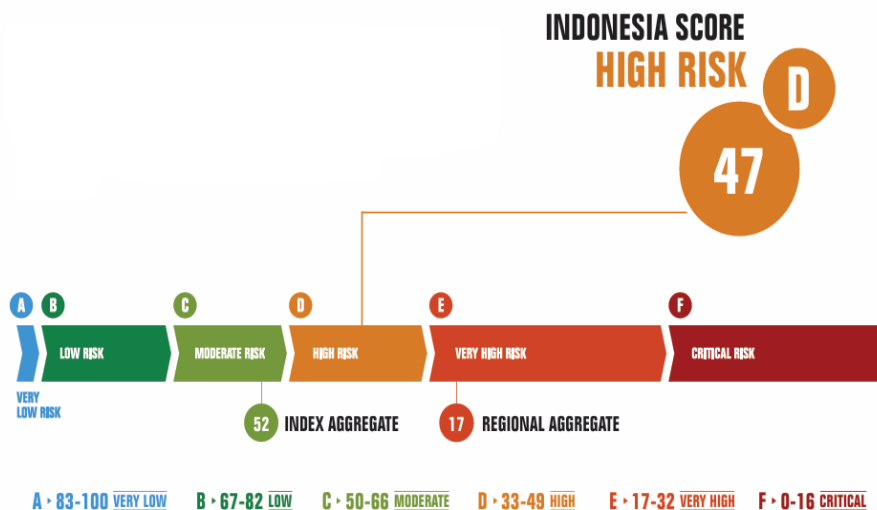 INDONESIA SCORE
HIGH RISK
D
47
A
B
C
D
E
F
LOW RISK
MODERATE RISK
HIGH RISK
VERY HIGH RISK
CRITICAL RISK
VERY
LOW RISK
52 INDEX AGGREGATE
17 REGIONAL AGGREGATE
A ▸ 83-100 VERY LOW
B ▸ 67-82 LOW
C ▸ 50-66 MODERATE
D ▸ 33-49 HIGH
E ▸ 17-32 VERY HIGH
F ▸ 0-16 CRITICAL